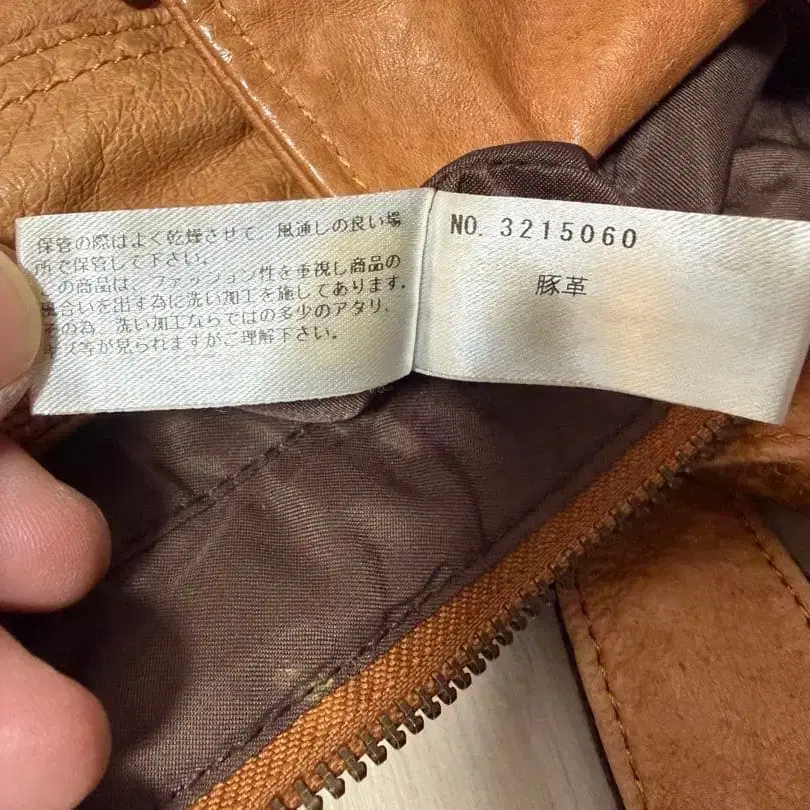 保管の際はよく乾燥させて、風通しの良い場
所で保管して下さい。
の商品は、ファッション性を重視し商品の
風合いを出す為に洗い加工を施してあります。
その為、洗い加工ならではの多少のアタリ、
キズ等が見られますがご理解下さい。
NO. 3215060
豚革